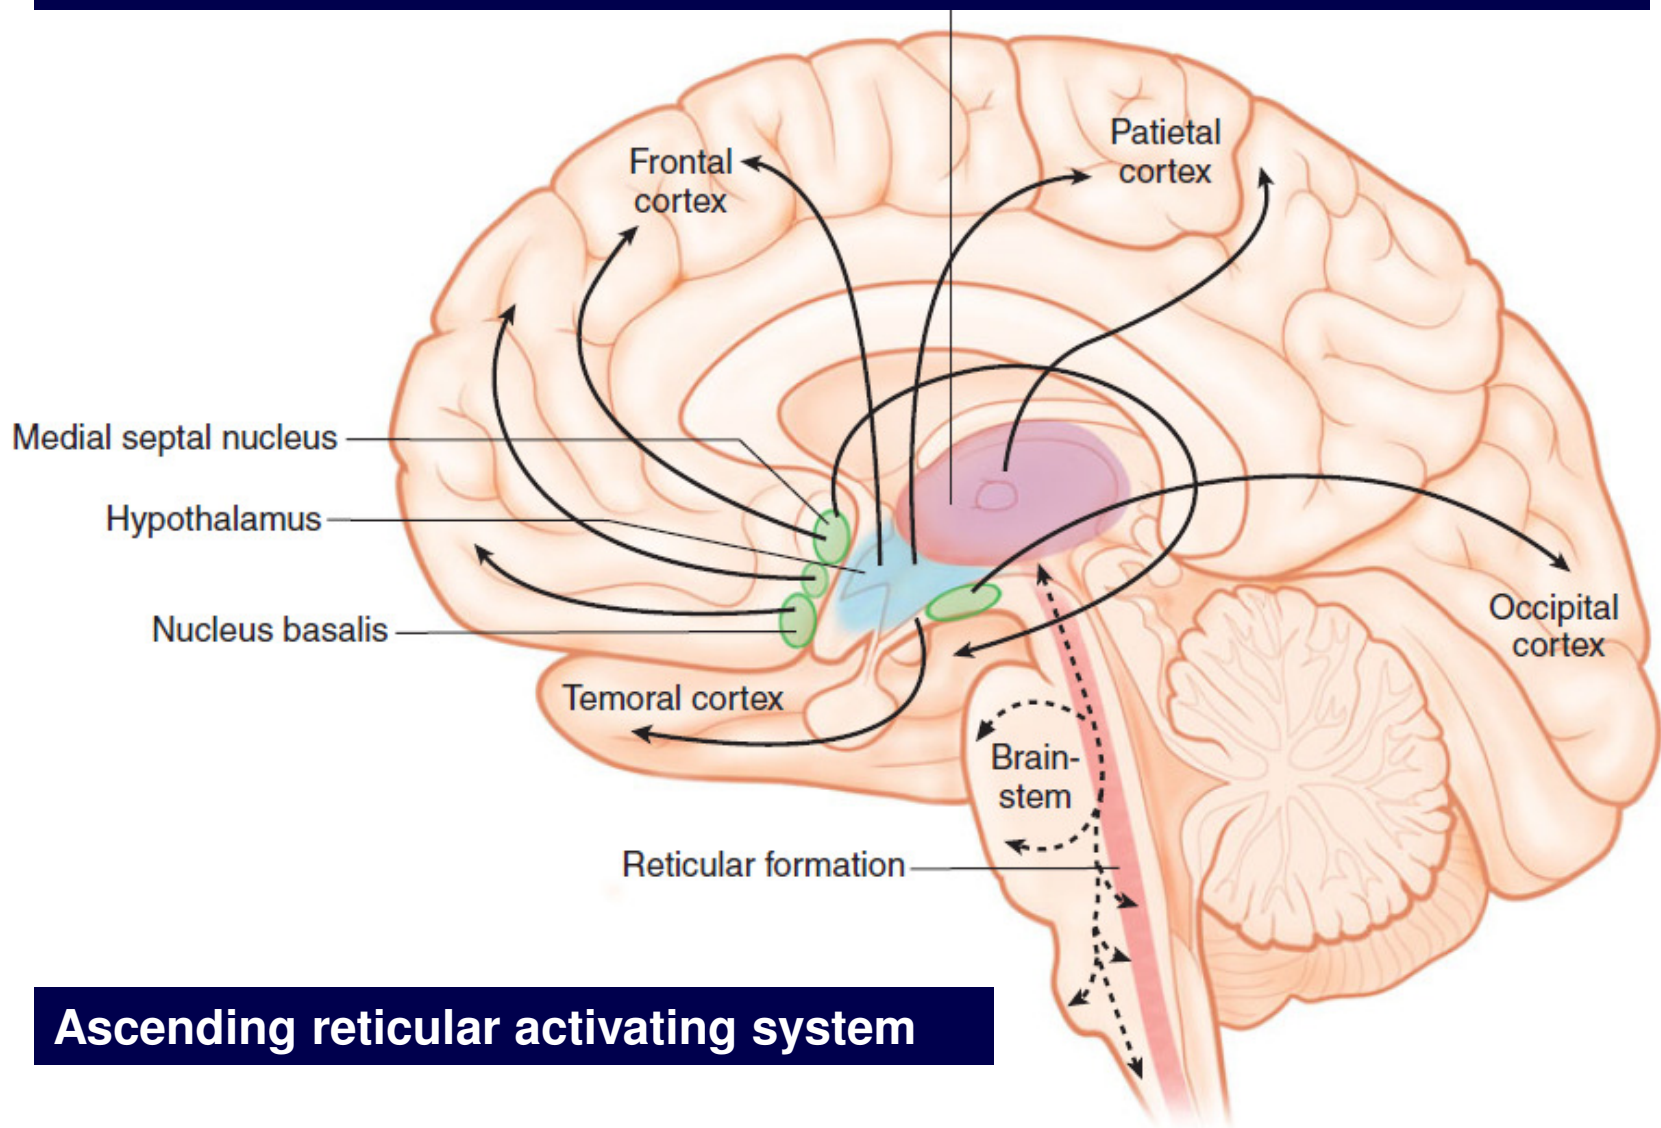 Patietal
cortex
Frontal
cortex
Medial septal nucleus
Hypothalamus
Nucleus basalis
Occipital
cortex
Temoral cortex
Brain-
stem
Reticular formation
Ascending reticular activating system